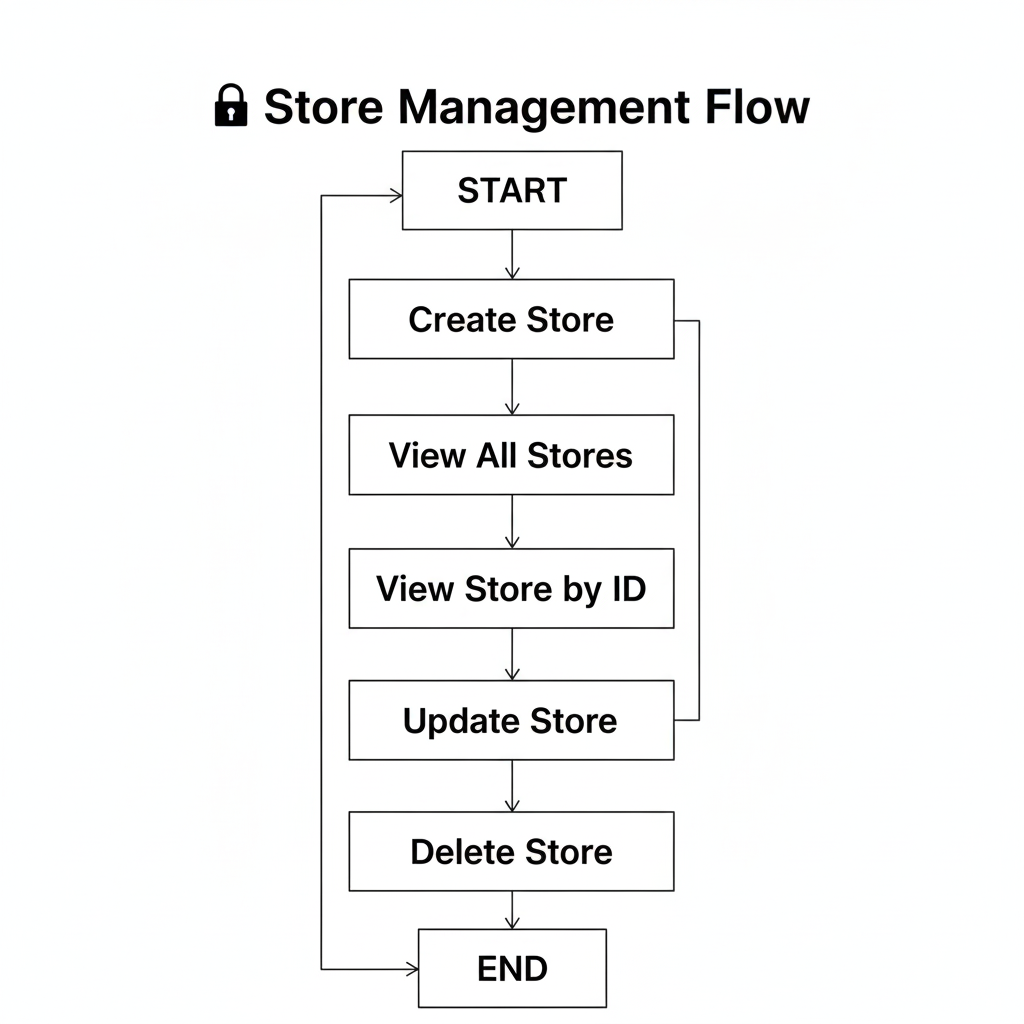 Store Management Flow
START
Create Store
View All Stores
View Store by ID
Update Store
Delete Store
END